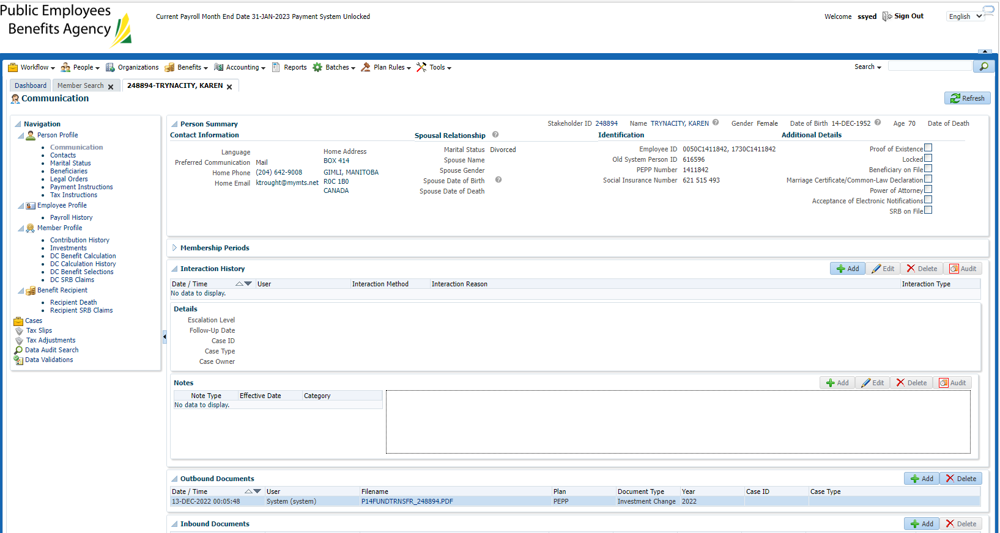 Public Employees
Benefits Agency
Current Payroll Month End Date 31-JAN-2023 Payment System Unlocked
Welcome ssyed Sign Out English
Workflow People Organizations Benefits Accounting Reports Batches Plan Rules Tools Search
Dashboard Member Search 248894-TRYNACITY, KAREN
Communication
Refresh
Navigation
Person Profile
Communication
Contacts
Marital Status
Beneficiaries
Legal Orders
Payment Instructions
Tax Instructions
Employee Profile
Payroll History
Member Profile
Contribution History
Investments
DC Benefit Calculation
DC Calculation History
DC Benefit Selections
DC SRB Claims
Benefit Recipient
Recipient Death
Recipient SRB Claims
Cases
Tax Slips
Tax Adjustments
Data Audit Search
Data Validations
Person Summary
Stakeholder ID 248894 Name TRYNACITY, KAREN Gender Female Date of Birth 14-DEC-1952 Age 70 Date of Death
Contact Information
Language
Preferred Communication Mail
Home Phone (204) 642-9008
Home Email ktrought@mymts.net
Home Address
BOX 414
GIMLI, MANITOBA
R0C 1B0
CANADA
Spousal Relationship
Marital Status Divorced
Spouse Name
Spouse Gender
Spouse Date of Birth
Spouse Date of Death
Identification
Employee ID 0050C1411842, 1730C1411842
Old System Person ID 616596
PEPP Number 1411842
Social Insurance Number 621 515 493
Additional Details
Proof of Existence
Locked
Beneficiary on File
Marriage Certificate/Common-Law Declaration
Power of Attorney
Acceptance of Electronic Notifications
SRB on File
Membership Periods
Interaction History
Add Edit Delete Audit
Date / Time User Interaction Method Interaction Reason Interaction Type
No data to display.
Details
Escalation Level
Follow-Up Date
Case ID
Case Type
Case Owner
Notes
Add Edit Delete Audit
Note Type Effective Date Category
No data to display.
Outbound Documents
Add Delete
Date / Time User Filename Plan Document Type Year Case ID Case Type
13-DEC-2022 00:05:48 System (system) P14FUNDTRNSFR_248894.PDF PEPP Investment Change 2022
Inbound Documents
Add Delete